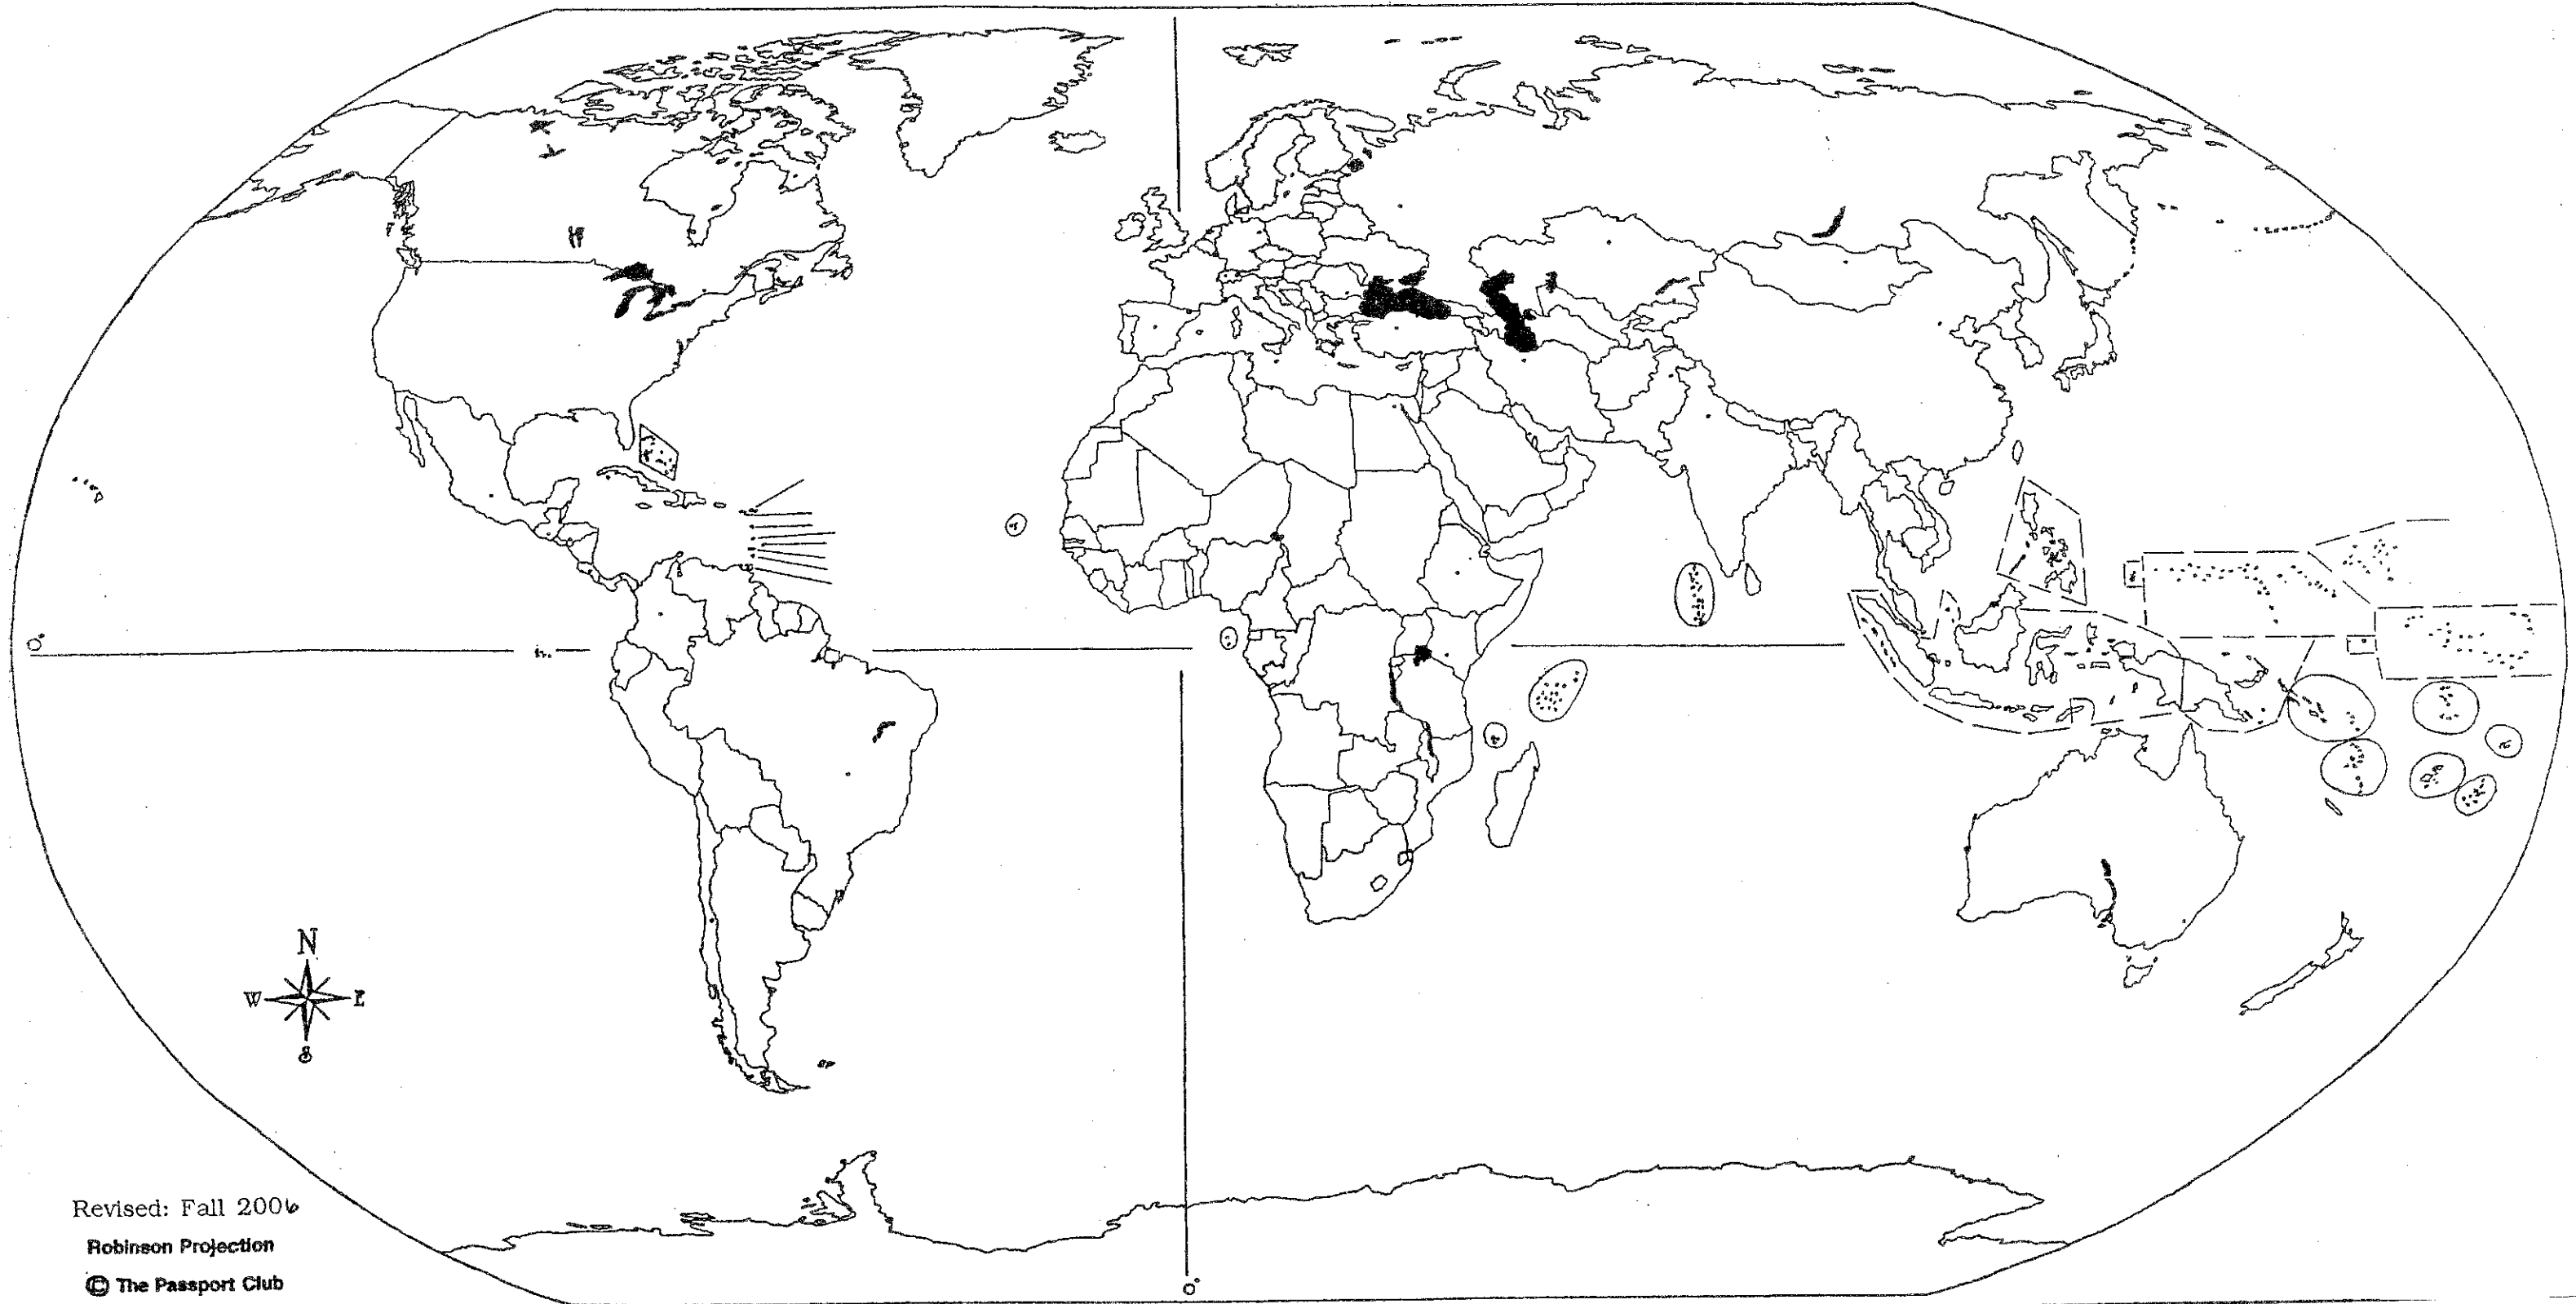 0°
N
W E
S
Revised: Fall 2006
Robinson Projection
© The Passport Club
0°